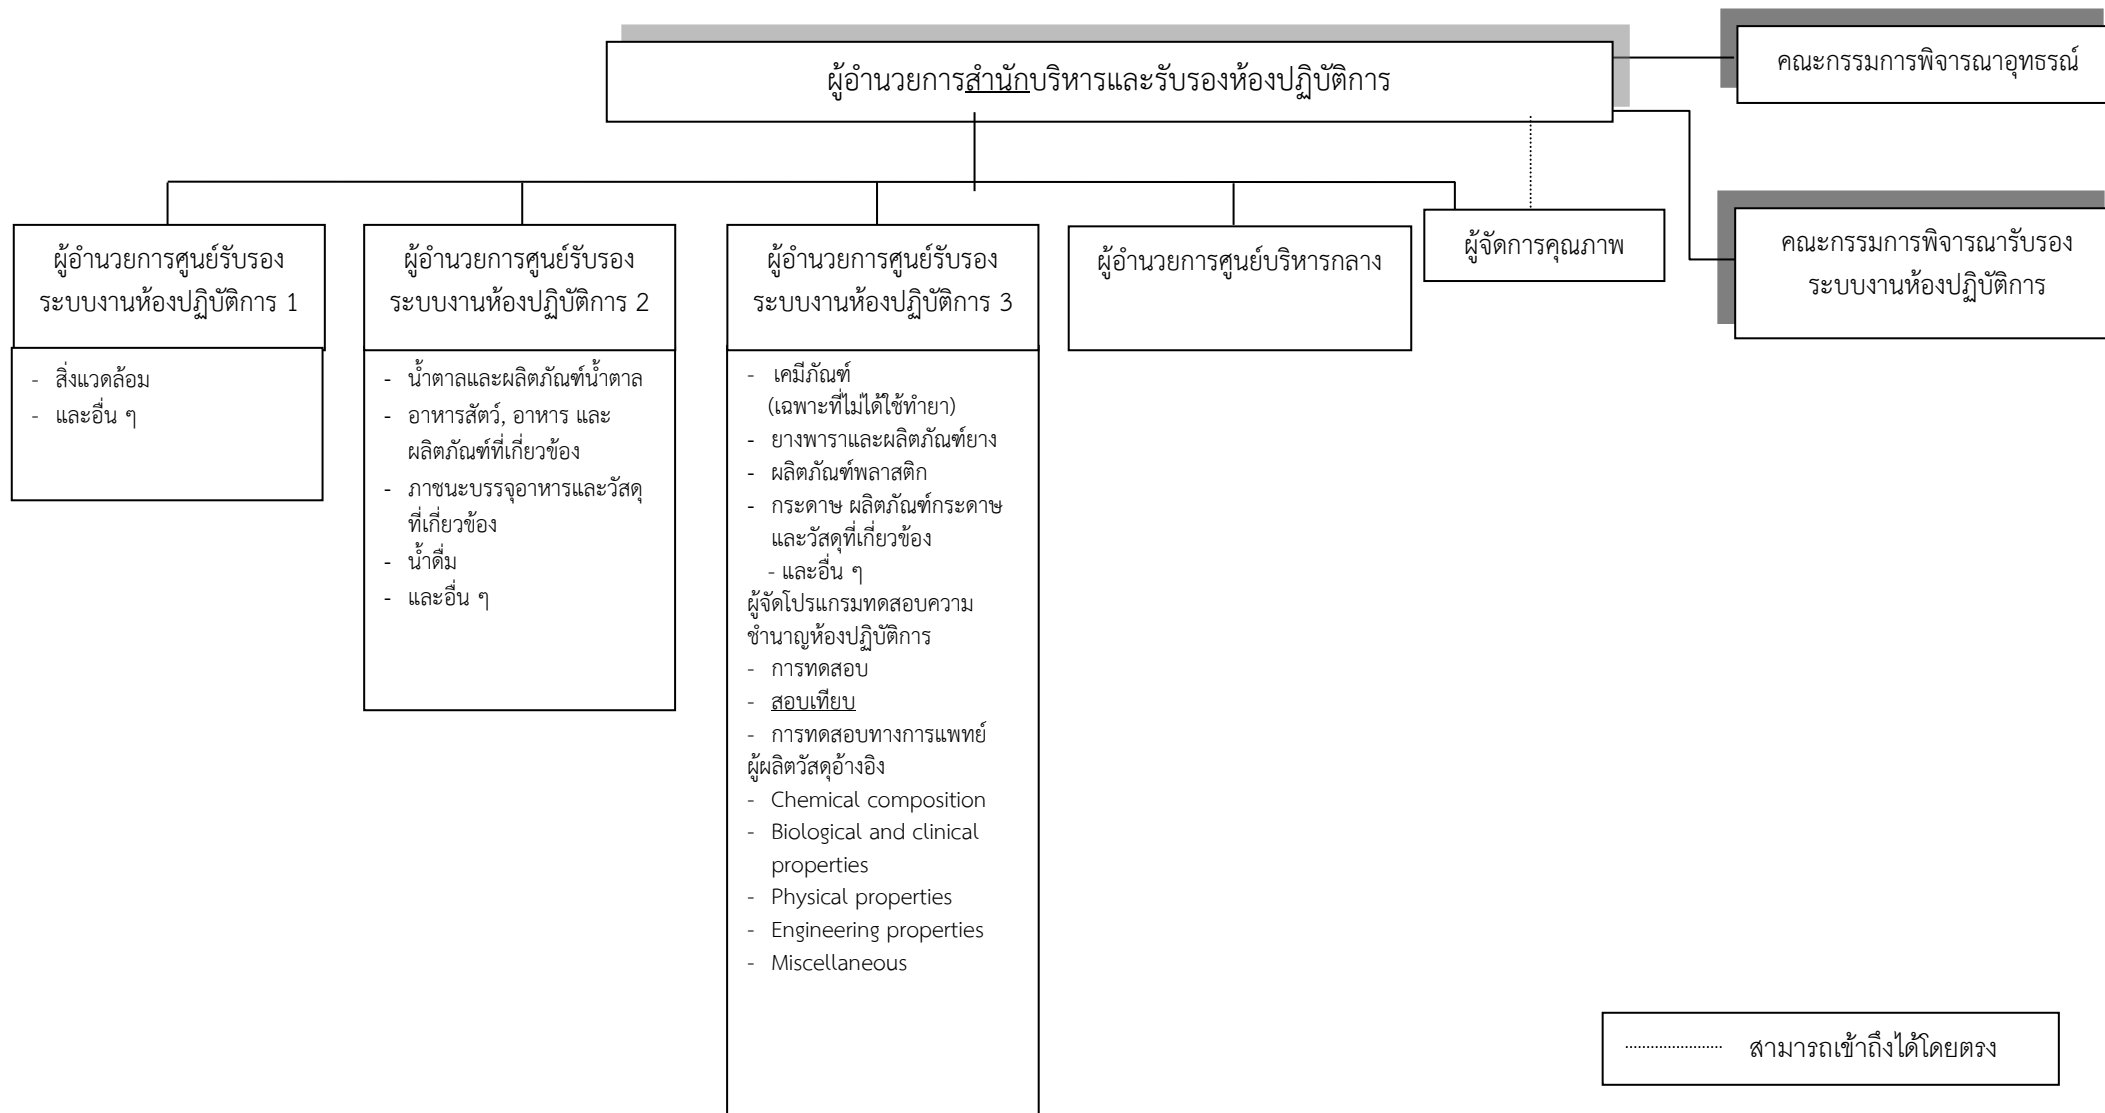 ผู้อำนวยการสำนักบริหารและรับรองห้องปฏิบัติการ
คณะกรรมการพิจารณาอุทธรณ์
คณะกรรมการพิจารณารับรอง
ระบบงานห้องปฏิบัติการ
ผู้อำนวยการศูนย์รับรอง
ระบบงานห้องปฏิบัติการ 1
- สิ่งแวดล้อม
- และอื่น ๆ
ผู้อำนวยการศูนย์รับรอง
ระบบงานห้องปฏิบัติการ 2
- น้ำตาลและผลิตภัณฑ์น้ำตาล
- อาหารสัตว์, อาหาร และ
ผลิตภัณฑ์ที่เกี่ยวข้อง
- ภาชนะบรรจุอาหารและวัสดุ
ที่เกี่ยวข้อง
- น้ำดื่ม
- และอื่น ๆ
ผู้อำนวยการศูนย์รับรอง
ระบบงานห้องปฏิบัติการ 3
- เคมีภัณฑ์
(เฉพาะที่ไม่ได้ใช้ทำยา)
- ยางพาราและผลิตภัณฑ์ยาง
- ผลิตภัณฑ์พลาสติก
- กระดาษ ผลิตภัณฑ์กระดาษ
และวัสดุที่เกี่ยวข้อง
- และอื่น ๆ
ผู้จัดโปรแกรมทดสอบความ
ชำนาญห้องปฏิบัติการ
- การทดสอบ
- สอบเทียบ
- การทดสอบทางการแพทย์
ผู้ผลิตวัสดุอ้างอิง
- Chemical composition
- Biological and clinical
properties
- Physical properties
- Engineering properties
- Miscellaneous
ผู้อำนวยการศูนย์บริหารกลาง
ผู้จัดการคุณภาพ
สามารถเข้าถึงได้โดยตรง